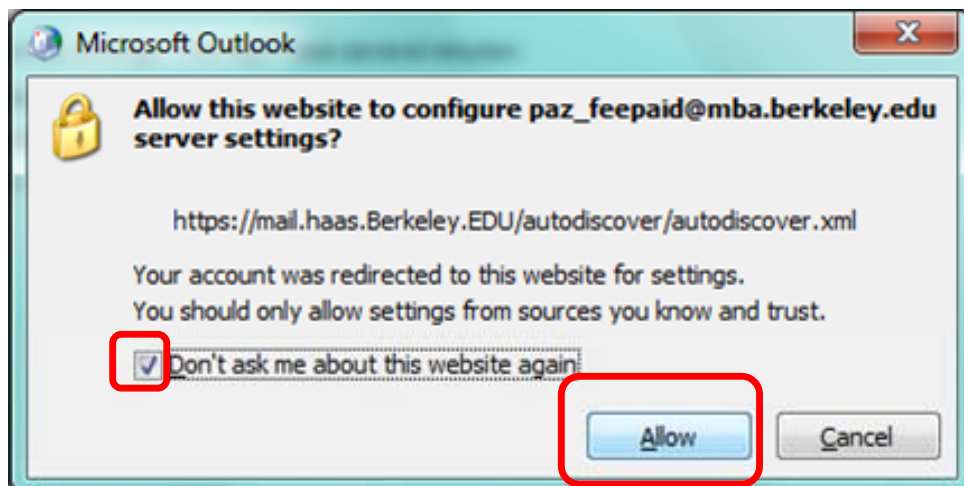 Microsoft Outlook
Allow this website to configure paz_feepaid@mba.berkeley.edu
server settings?
https://mail.haas.Berkeley.EDU/autodiscover/autodiscover.xml
Your account was redirected to this website for settings.
You should only allow settings from sources you know and trust.
Don't ask me about this website again
Allow Cancel